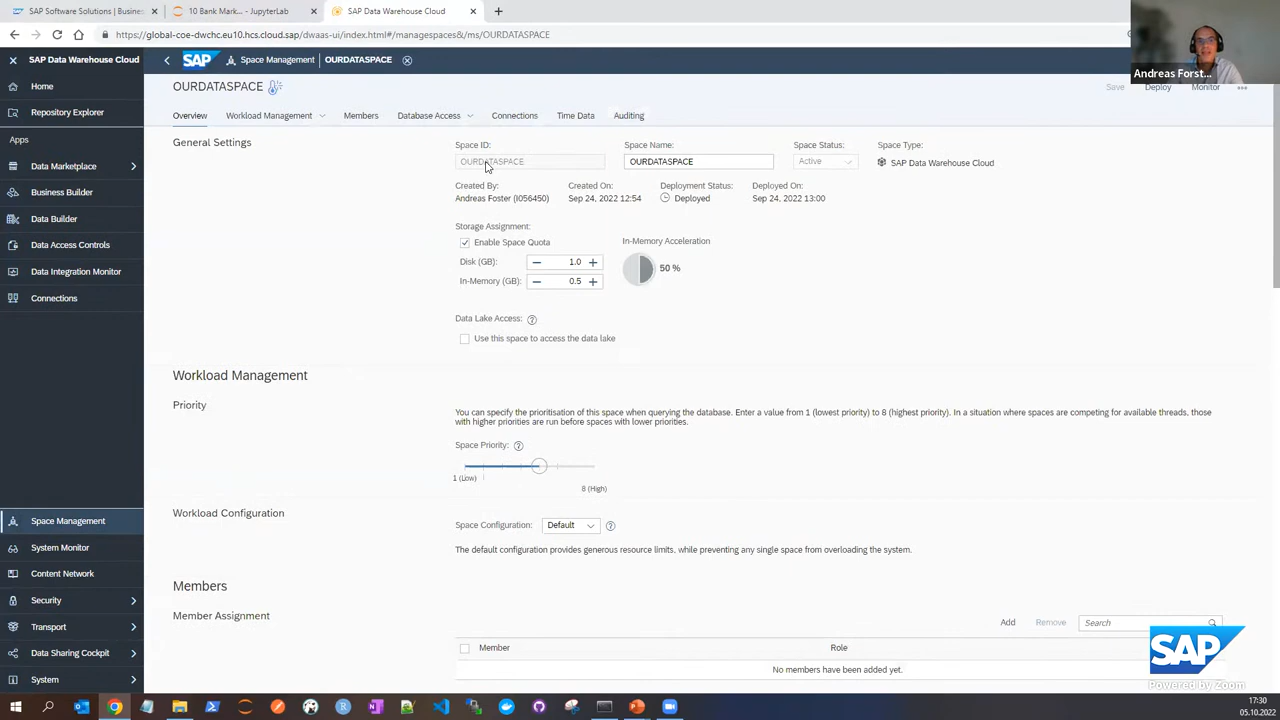 SAP Software Solutions | Business
10 Bank Mark... - JupyterLab
SAP Data Warehouse Cloud
https://global-coe-dwchc.eu10.hcs.cloud.sap/dwaas-ui/index.html#/managespaces&/ms/OURDATASPACE
Andreas Forst...
SAP Data Warehouse Cloud
SAP
Space Management
OURDATASPACE
OURDATASPACE
Save
Deploy
Monitor
Overview
Workload Management
Members
Database Access
Connections
Time Data
Auditing
Home
Repository Explorer
Apps
Data Marketplace
Business Builder
Data Builder
Data Access Controls
Data Integration Monitor
Connections
Space Management
System Monitor
Content Network
Security
Transport
Data Sharing Cockpit
System
General Settings
Space ID:
OURDATASPACE
Space Name:
OURDATASPACE
Space Status:
Active
Space Type:
SAP Data Warehouse Cloud
Created By:
Andreas Foster (I056450)
Created On:
Sep 24, 2022 12:54
Deployment Status:
Deployed
Deployed On:
Sep 24, 2022 13:00
Storage Assignment:
Enable Space Quota
Disk (GB):
1.0
In-Memory (GB):
0.5
In-Memory Acceleration
50 %
Data Lake Access:
Use this space to access the data lake
Workload Management
Priority
You can specify the prioritisation of this space when querying the database. Enter a value from 1 (lowest priority) to 8 (highest priority). In a situation where spaces are competing for available threads, those
with higher priorities are run before spaces with lower priorities.
Space Priority:
1 (Low)
8 (High)
Workload Configuration
Space Configuration:
Default
The default configuration provides generous resource limits, while preventing any single space from overloading the system.
Members
Member Assignment
Add
Remove
Search
Member
Role
No members have been added yet.
SAP
Powered by Zoom
17:30
05.10.2022